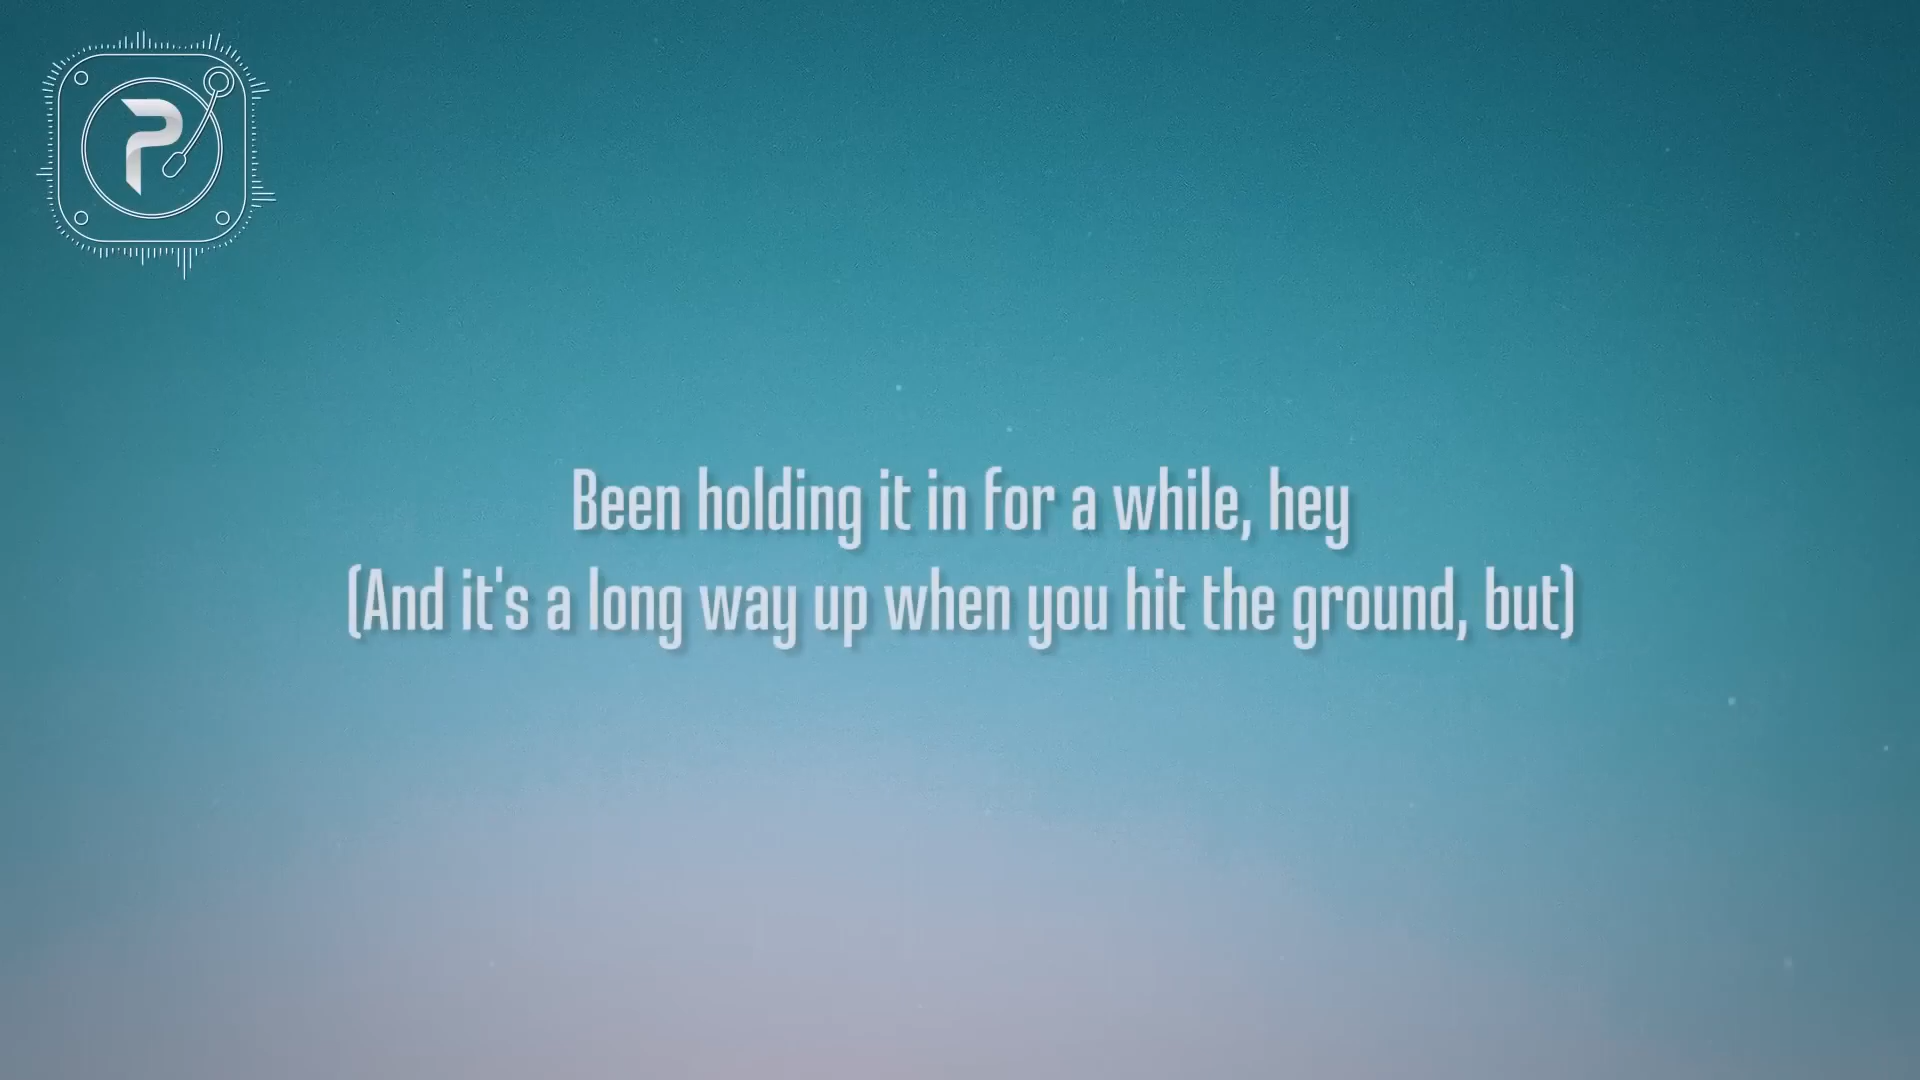 P
Been holding it in for a while, hey
(And it's a long way up when you hit the ground, but)